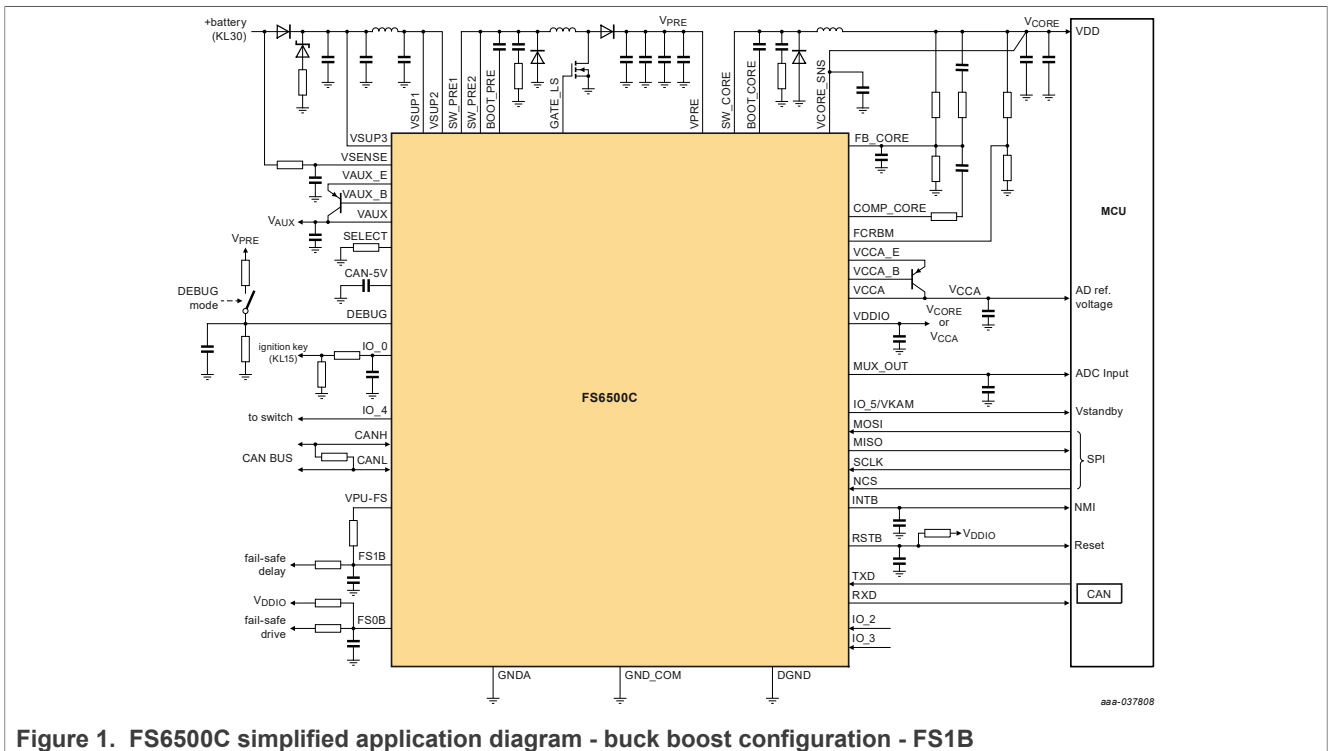 +battery
(KL30)
VPRE
VCORE
VDD
VSUP1
VSUP2
SW_PRE1
SW_PRE2
BOOT_PRE
GATE_LS
VPRE
SW_CORE
BOOT_CORE
VCORE_SNS
VSUP3
VSENSE
VAUX_E
VAUX_B
VAUX
VAUX
SELECT
VPRE
CAN-5V
DEBUG
mode
DEBUG
ignition key
(KL15)
IO_0
to switch
IO_4
CANH
CAN BUS
CANL
VPU-FS
fail-safe
delay
FS1B
VDDIO
fail-safe
drive
FS0B
FS6500C
GNDA
GND_COM
DGND
FB_CORE
COMP_CORE
FCRBM
VCCA_E
VCCA_B
VCCA
VCCA
VDDIO
VCORE
or
VCCA
MUX_OUT
IO_5/VKAM
MOSI
MISO
SCLK
NCS
INTB
RSTB
VDDIO
TXD
RXD
IO_2
IO_3
MCU
AD ref.
voltage
ADC Input
Vstandby
SPI
NMI
Reset
CAN
aaa-037808
Figure 1. FS6500C simplified application diagram - buck boost configuration - FS1B